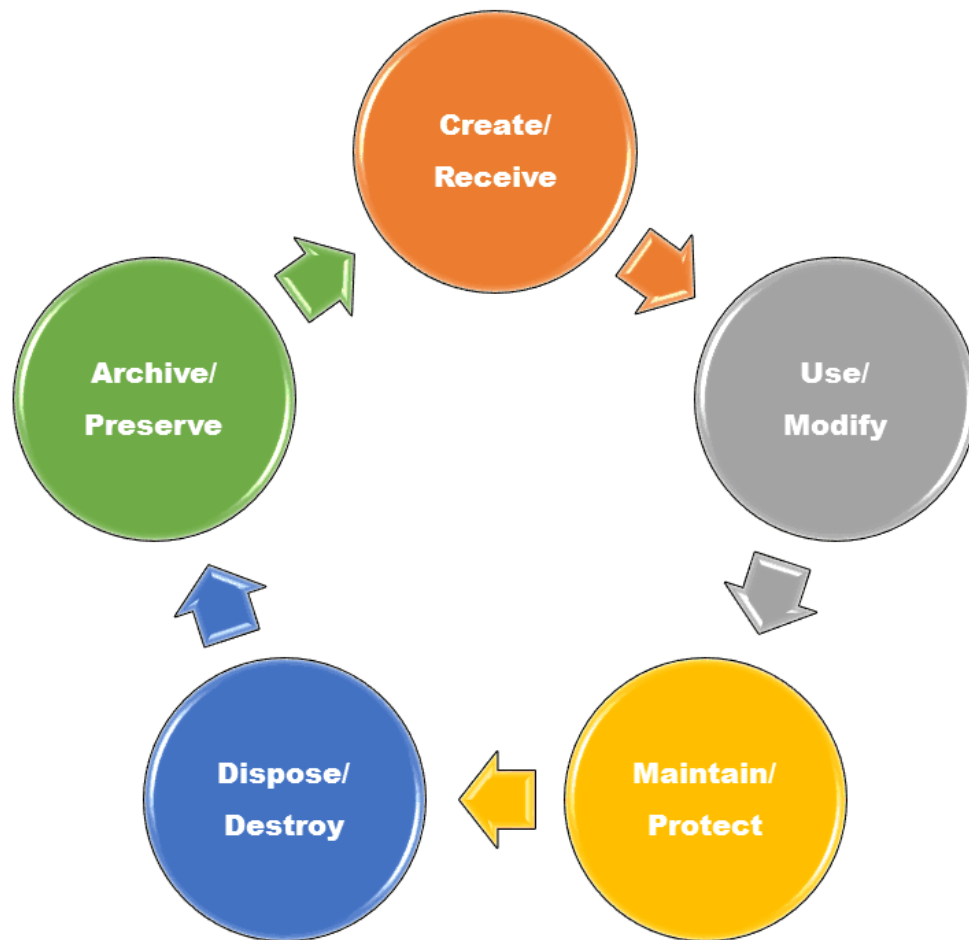 Create/
Receive
Use/
Modify
Maintain/
Protect
Dispose/
Destroy
Archive/
Preserve